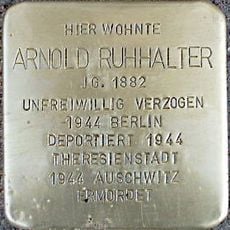 HIER WOHNTE
ARNOLD RUHHALTER
JG. 1882
UNFREIWILLIG VERZOGEN
1944 BERLIN
DEPORTIERT 1944
THERESIENSTADT
1944 AUSCHWITZ
ERMORDET